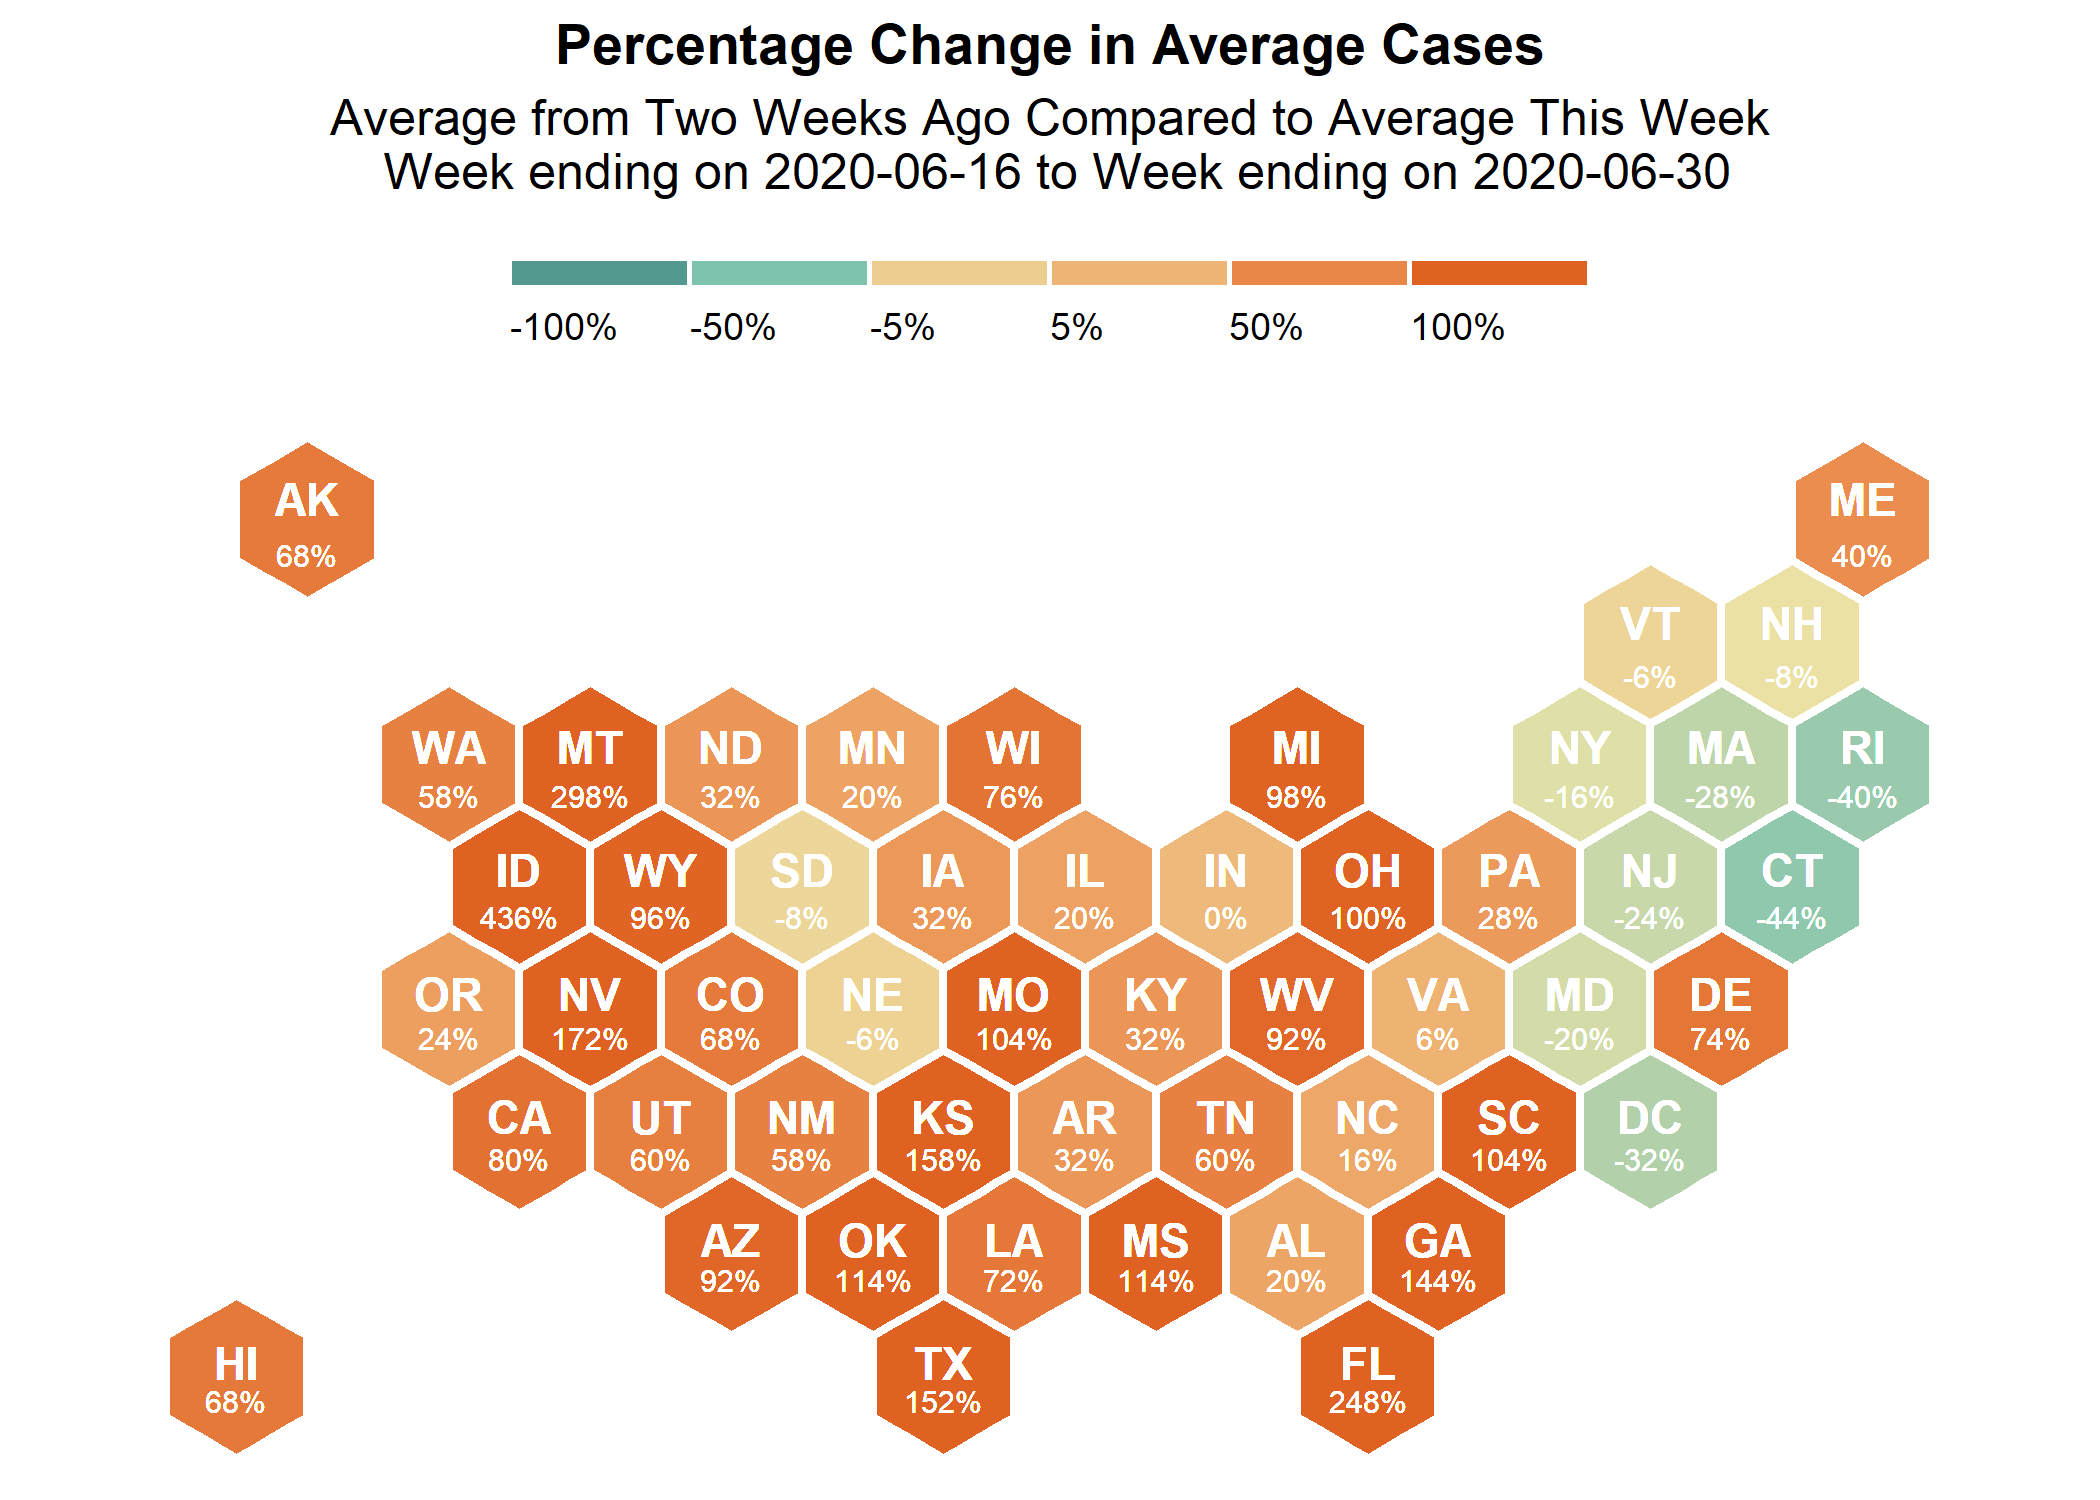 Percentage Change in Average Cases
Average from Two Weeks Ago Compared to Average This Week
Week ending on 2020-06-16 to Week ending on 2020-06-30
-100% -50% -5% 5% 50% 100%
AK ME
68% 40%
VT NH
-6% -8%
WA MT ND MN WI MI NY MA RI
58% 298% 32% 20% 76% 98% -16% -28% -40%
ID WY SD IA IL IN OH PA NJ CT
436% 96% -8% 32% 20% 0% 100% 28% -24% -44%
OR NV CO NE MO KY WV VA MD DE
24% 172% 68% -6% 104% 32% 92% 6% -20% 74%
CA UT NM KS AR TN NC SC DC
80% 60% 58% 158% 32% 60% 16% 104% -32%
AZ OK LA MS AL GA
92% 114% 72% 114% 20% 144%
HI TX FL
68% 152% 248%